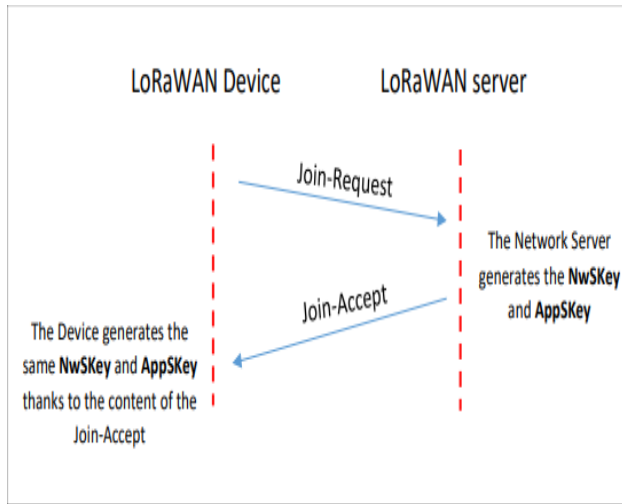 LoRaWAN Device
LoRaWAN server
Join-Request
The Network Server
generates the NwSKey
and AppSKey
Join-Accept
The Device generates the
same NwSKey and AppSKey
thanks to the content of the
Join-Accept